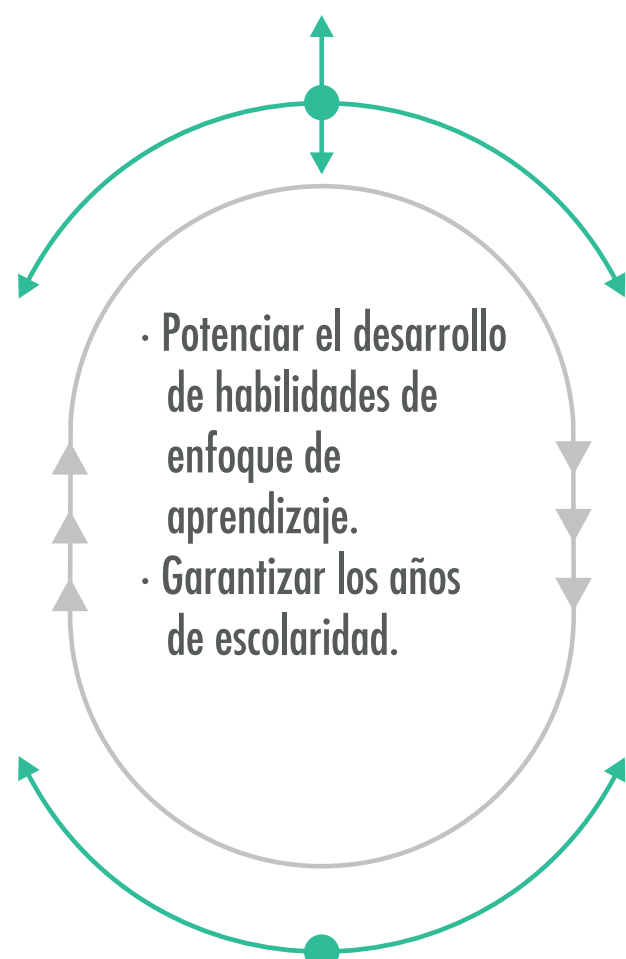 · Potenciar el desarrollo
de habilidades de
enfoque de
aprendizaje.
· Garantizar los años
de escolaridad.